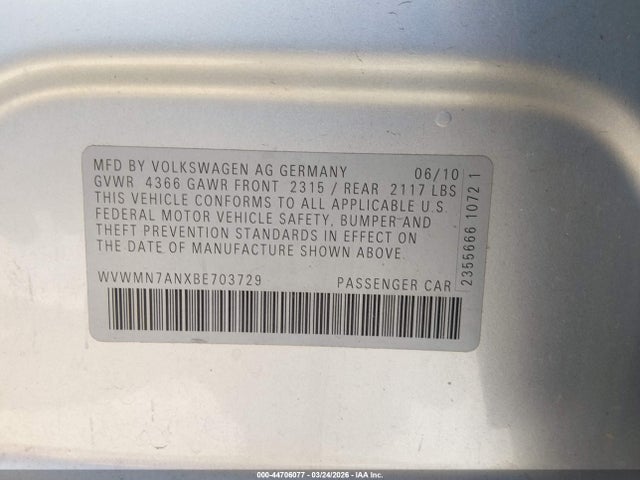 MFD BY VOLKSWAGEN AG GERMANY 06/10
GVWR 4366 GAWR FRONT 2315 / REAR 2117 LBS
THIS VEHICLE CONFORMS TO ALL APPLICABLE U.S.
FEDERAL MOTOR VEHICLE SAFETY, BUMPER AND
THEFT PREVENTION STANDARDS IN EFFECT ON
THE DATE OF MANUFACTURE SHOWN ABOVE.
WVWMN7ANXBE703729 PASSENGER CAR
2355666 1072 1
000-44706077 - 03/24/2026 - IAA Inc.